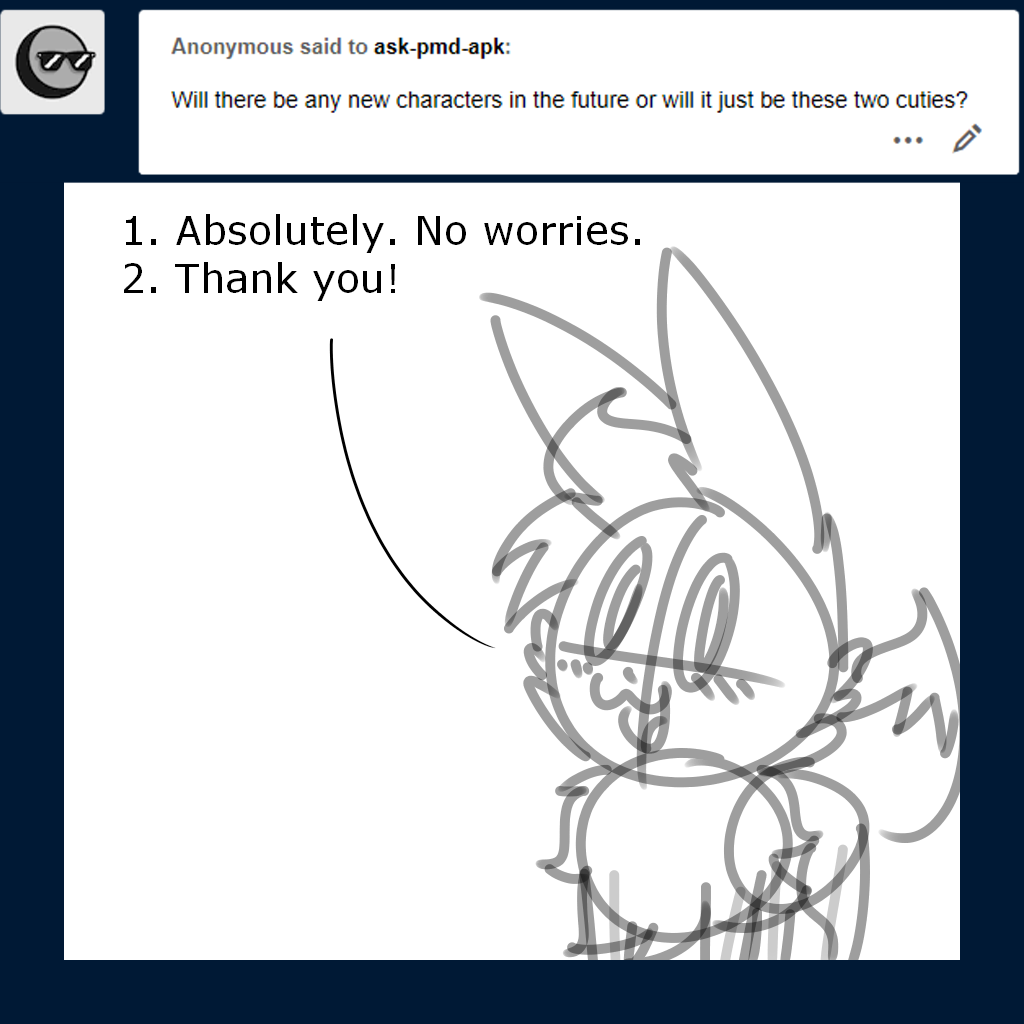 Anonymous said to ask-pmd-apk:
Will there be any new characters in the future or will it just be these two cuties?
1. Absolutely. No worries.
2. Thank you!